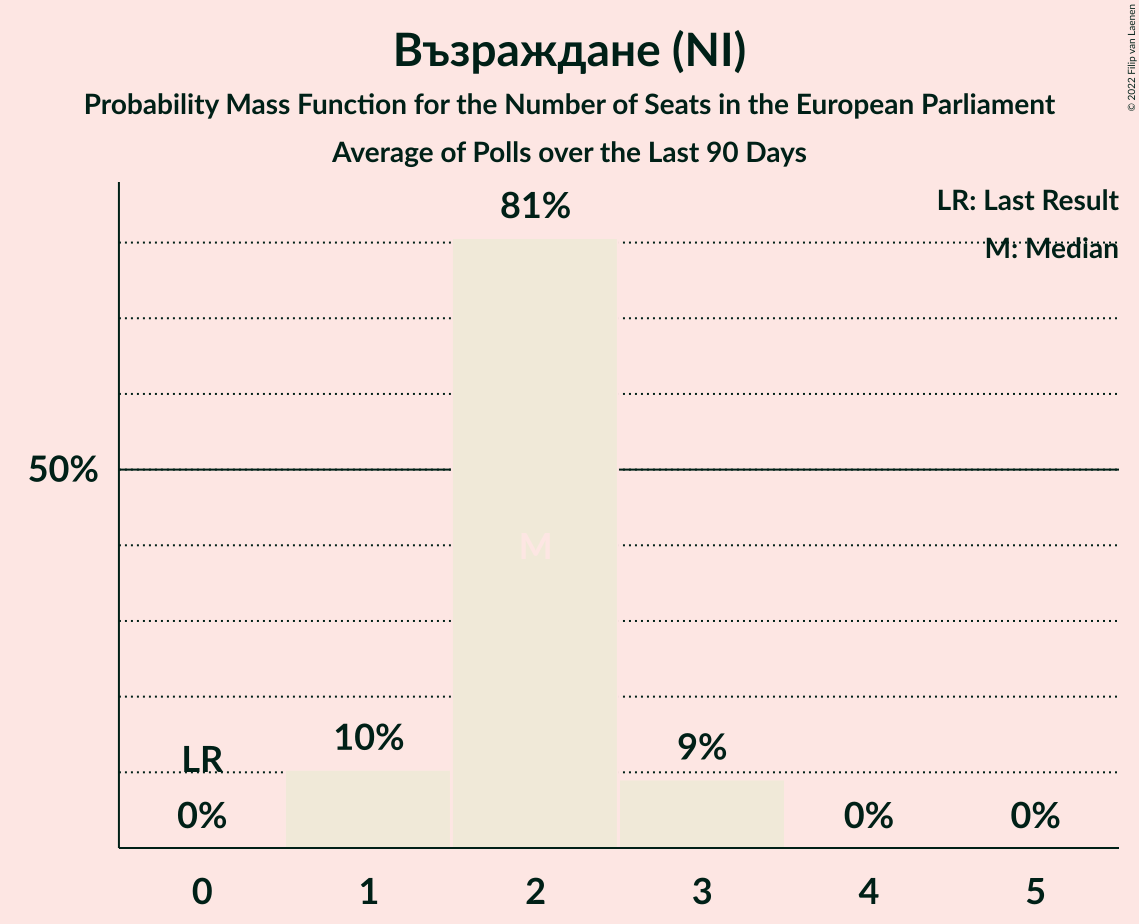 Възраждане (NI)
Probability Mass Function for the Number of Seats in the European Parliament
Average of Polls over the Last 90 Days
© 2022 Filip van Laenen
LR: Last Result
M: Median
81%
50%
M
LR
10%
9%
0%
0%
0%
0 1 2 3 4 5